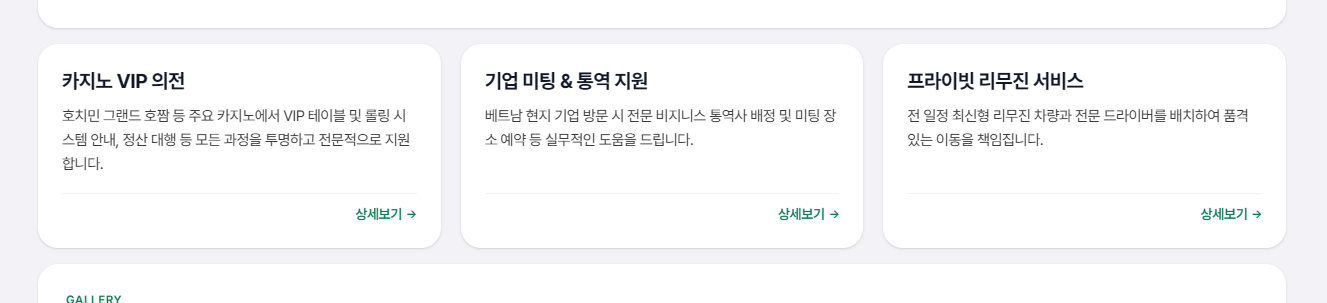 카지노 VIP 의전
호치민 그랜드 호짬 등 주요 카지노에서 VIP 테이블 및 롤링 시
스템 안내, 정산 대행 등 모든 과정을 투명하고 전문적으로 지원
합니다.
상세보기 →
기업 미팅 & 통역 지원
베트남 현지 기업 방문 시 전문 비지니스 통역사 배정 및 미팅 장
소 예약 등 실무적인 도움을 드립니다.
상세보기 →
프라이빗 리무진 서비스
전 일정 최신형 리무진 차량과 전문 드라이버를 배치하여 품격
있는 이동을 책임집니다.
상세보기 →
GALLERY